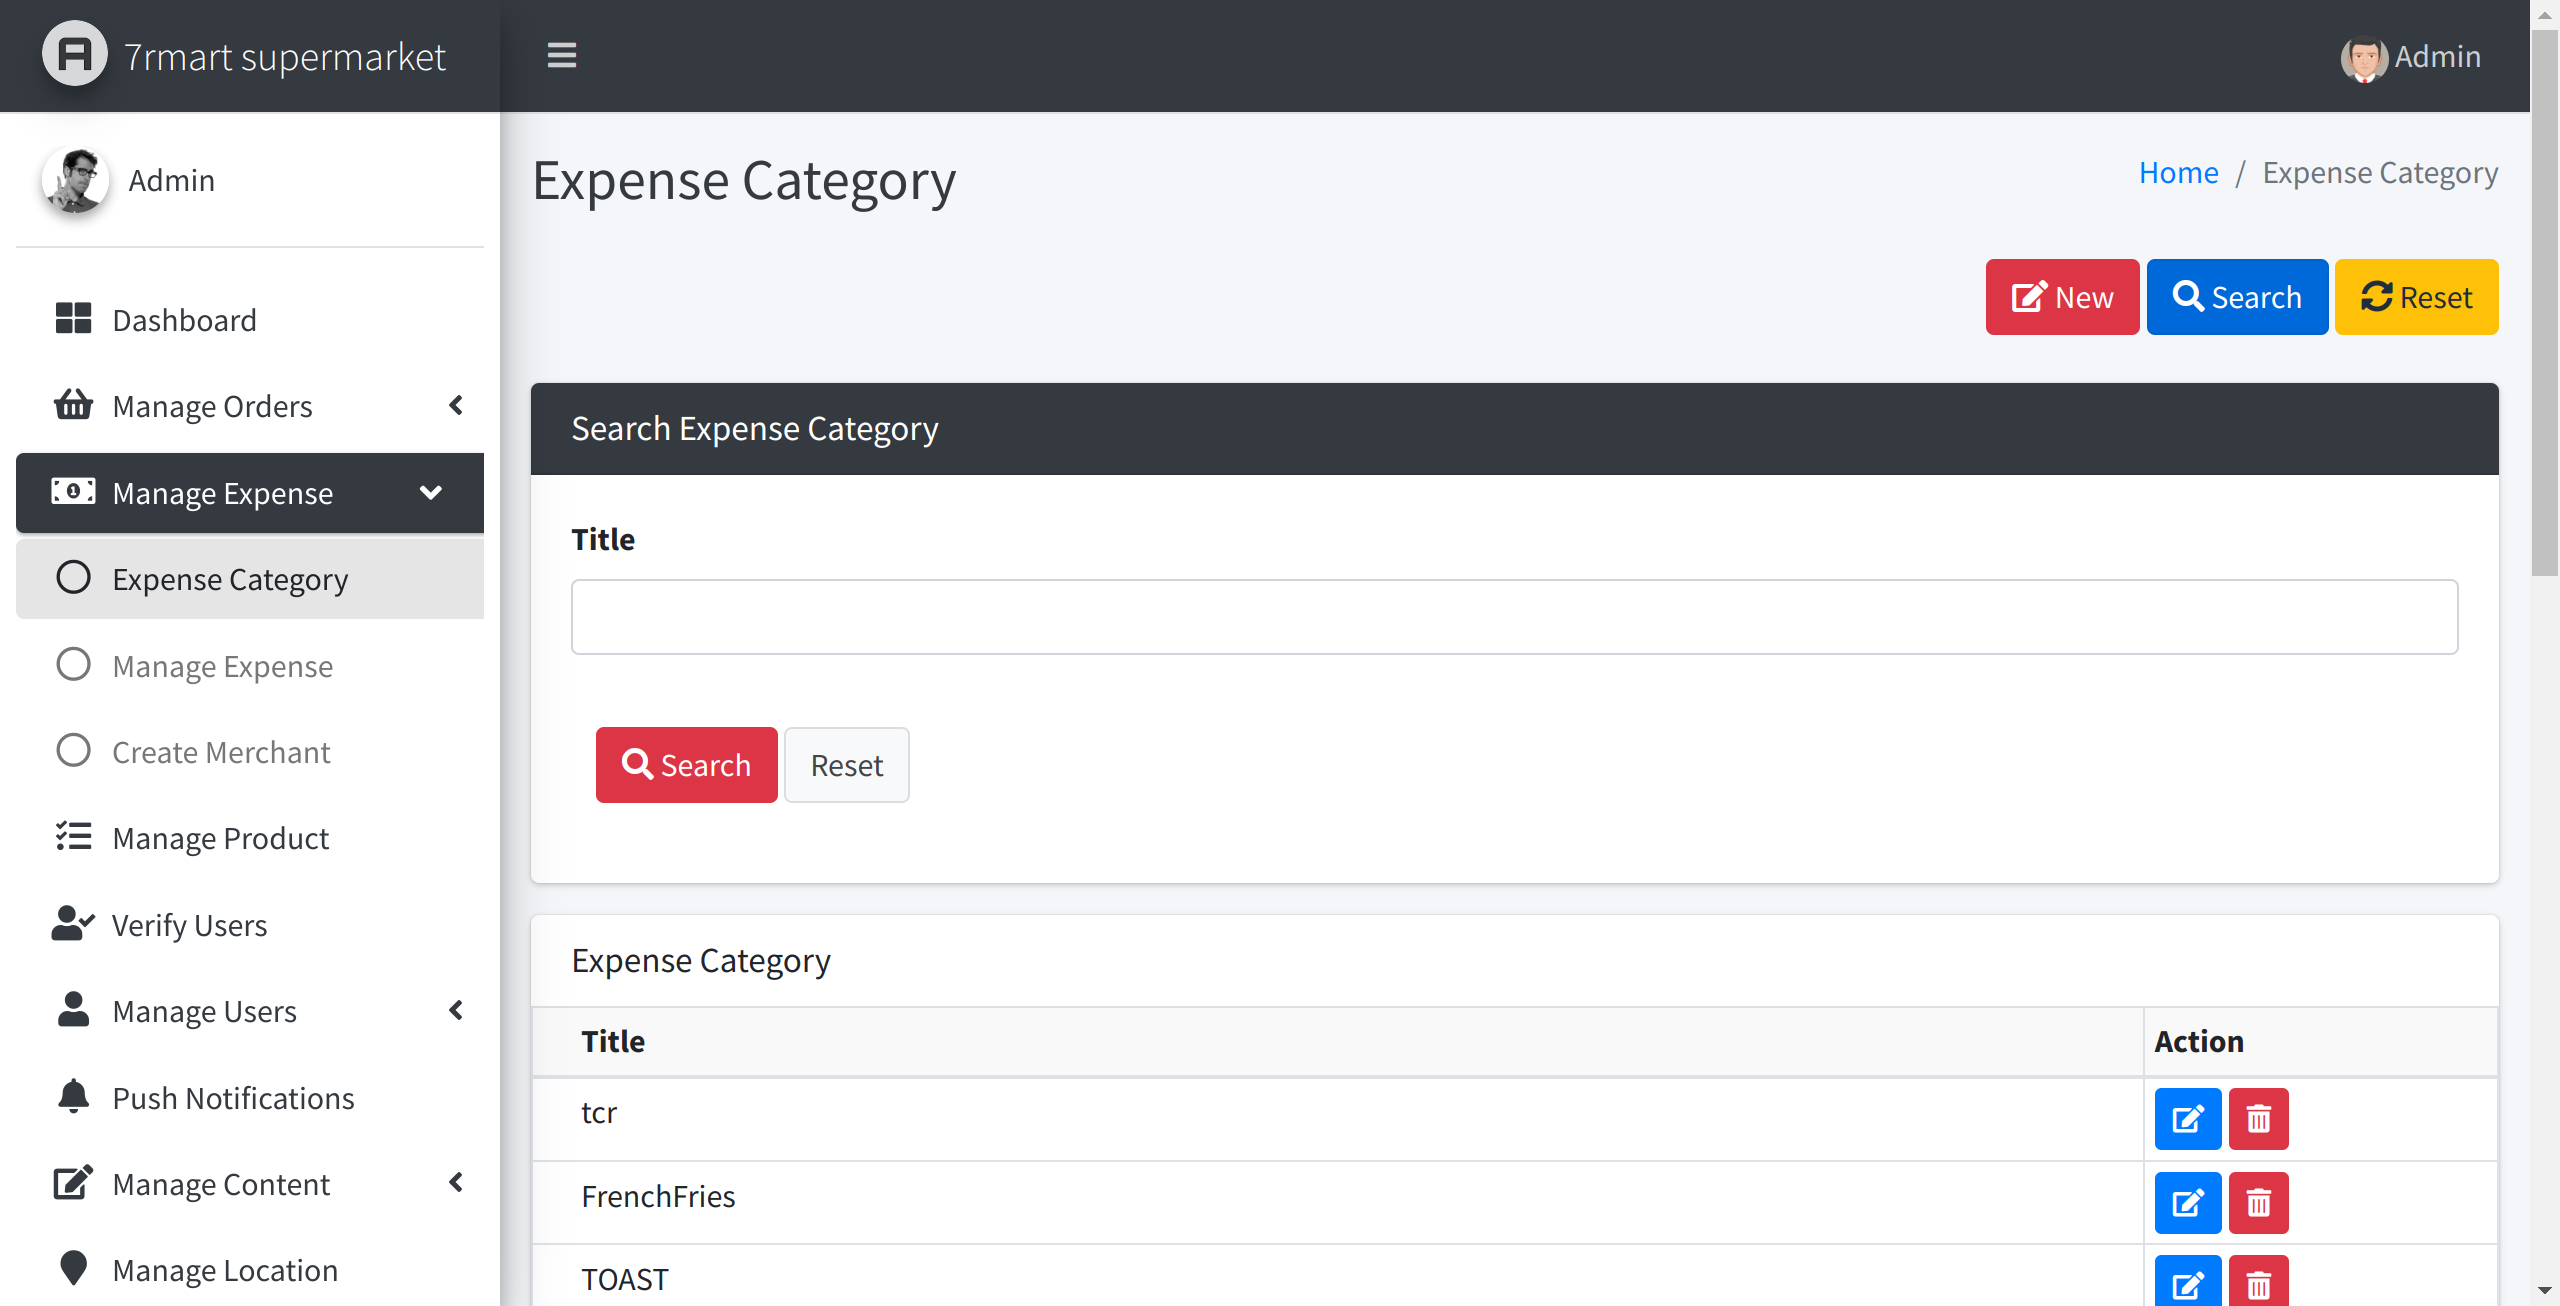 7rmart supermarket
Admin
Admin
Expense Category
Home / Expense Category
Dashboard
Manage Orders
Manage Expense
Expense Category
Manage Expense
Create Merchant
Manage Product
Verify Users
Manage Users
Push Notifications
Manage Content
Manage Location
New
Search
Reset
Search Expense Category
Title
Search
Reset
Expense Category
Title
Action
tcr
FrenchFries
TOAST